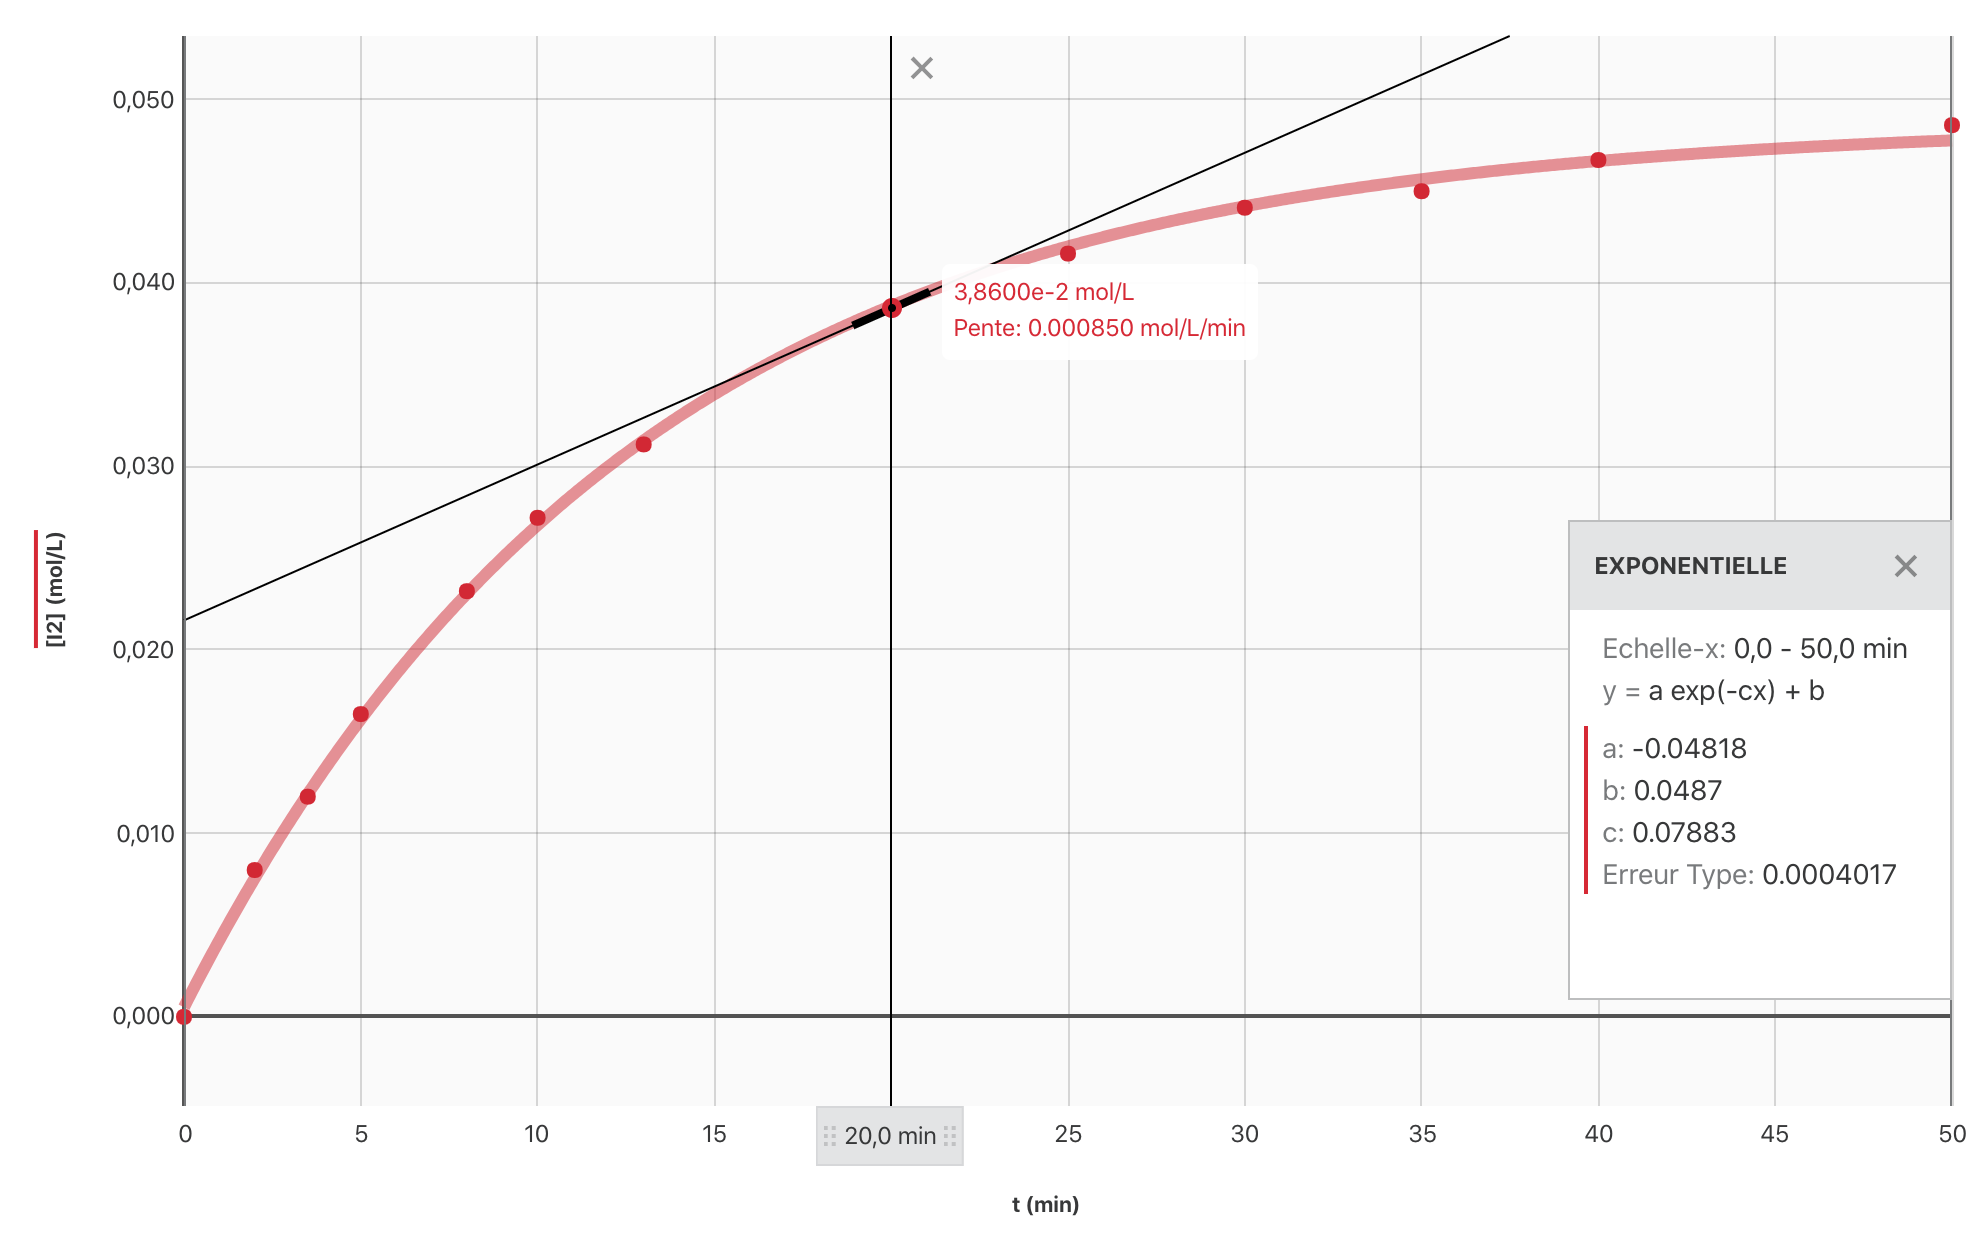 0,050
0,040
0,030
0,020
0,010
0,000
[I2] (mol/L)
3,8600e-2 mol/L
Pente: 0.000850 mol/L/min
EXPONENTIELLE
Echelle-x: 0,0 - 50,0 min
y = a exp(-cx) + b
a: -0.04818
b: 0.0487
c: 0.07883
Erreur Type: 0.0004017
0 5 10 15 20,0 min 25 30 35 40 45 50
t (min)